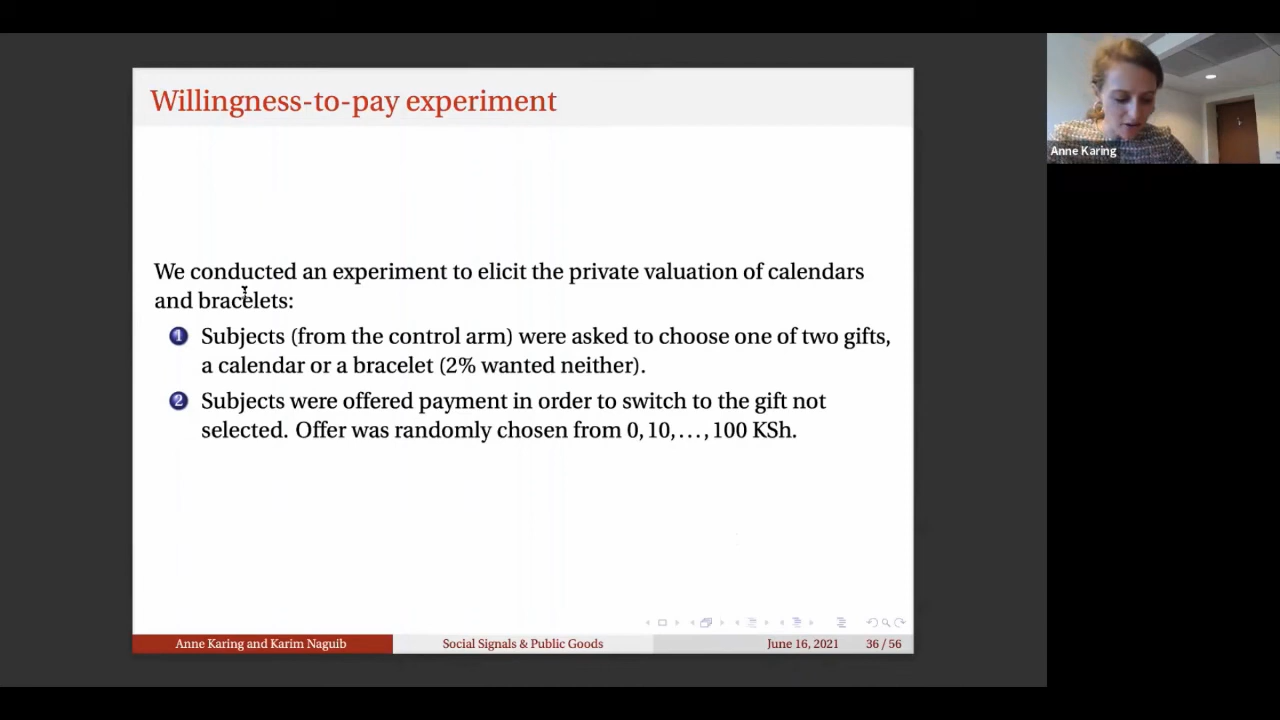 Willingness-to-pay experiment
We conducted an experiment to elicit the private valuation of calendars
and bracelets:
1 Subjects (from the control arm) were asked to choose one of two gifts,
a calendar or a bracelet (2% wanted neither).
2 Subjects were offered payment in order to switch to the gift not
selected. Offer was randomly chosen from 0, 10, . . . , 100 KSh.
Anne Karing and Karim Naguib
Social Signals & Public Goods
June 16, 2021
36 / 56
Anne Karing